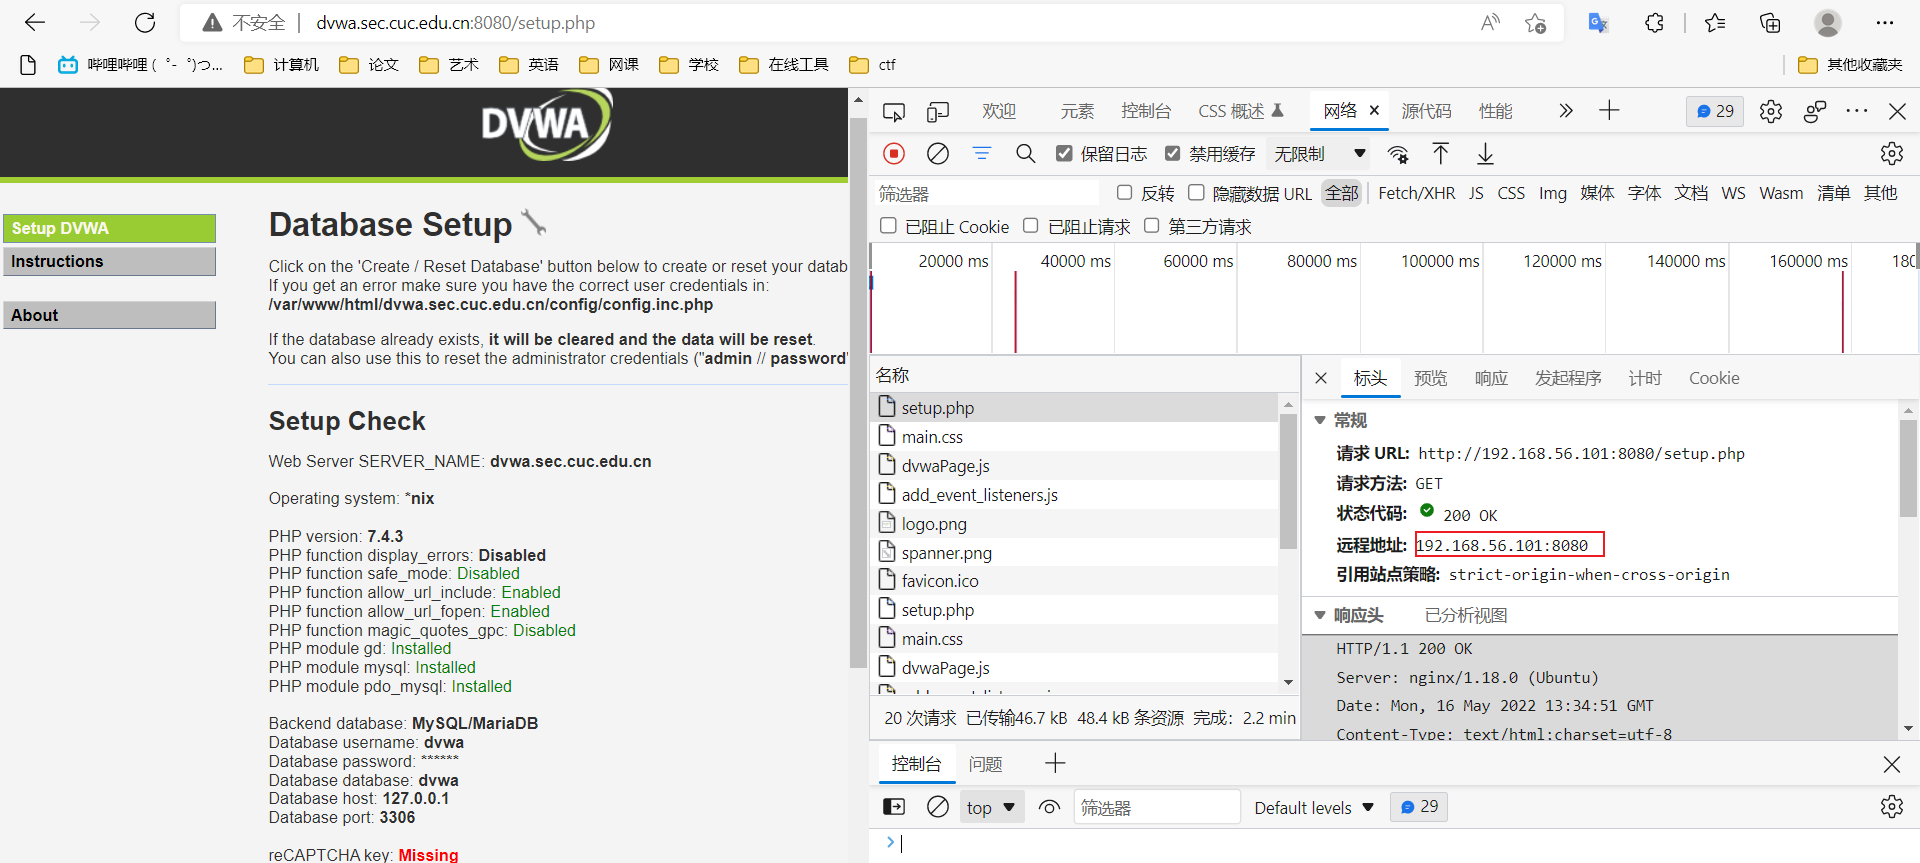 不安全 dvwa.sec.cuc.edu.cn:8080/setup.php
哔哩哔哩 (゜-゜)つ... 计算机 论文 艺术 英语 网课 学校 在线工具 ctf 其他收藏夹
DVWA
Setup DVWA
Instructions
About
Database Setup
Click on the 'Create / Reset Database' button below to create or reset your datab
If you get an error make sure you have the correct user credentials in:
/var/www/html/dvwa.sec.cuc.edu.cn/config/config.inc.php
If the database already exists, it will be cleared and the data will be reset.
You can also use this to reset the administrator credentials ("admin // password"
Setup Check
Web Server SERVER_NAME: dvwa.sec.cuc.edu.cn
Operating system: *nix
PHP version: 7.4.3
PHP function display_errors: Disabled
PHP function safe_mode: Disabled
PHP function allow_url_include: Enabled
PHP function allow_url_fopen: Enabled
PHP function magic_quotes_gpc: Disabled
PHP module gd: Installed
PHP module mysql: Installed
PHP module pdo_mysql: Installed
Backend database: MySQL/MariaDB
Database username: dvwa
Database password: ******
Database database: dvwa
Database host: 127.0.0.1
Database port: 3306
reCAPTCHA key: Missing
欢迎 元素 控制台 CSS 概述 网络 源代码 性能 29
保留日志 禁用缓存 无限制
筛选器 反转 隐藏数据 URL 全部 Fetch/XHR JS CSS Img 媒体 字体 文档 WS Wasm 清单 其他
已阻止 Cookie 已阻止请求 第三方请求
20000 ms 40000 ms 60000 ms 80000 ms 100000 ms 120000 ms 140000 ms 160000 ms 180
名称
setup.php
main.css
dvwaPage.js
add_event_listeners.js
logo.png
spanner.png
favicon.ico
setup.php
main.css
dvwaPage.js
20 次请求 已传输46.7 kB 48.4 kB 条资源 完成: 2.2 min
标头 预览 响应 发起程序 计时 Cookie
常规
请求 URL: http://192.168.56.101:8080/setup.php
请求方法: GET
状态代码: 200 OK
远程地址: 192.168.56.101:8080
引用站点策略: strict-origin-when-cross-origin
响应头 已分析视图
HTTP/1.1 200 OK
Server: nginx/1.18.0 (Ubuntu)
Date: Mon, 16 May 2022 13:34:51 GMT
Content-Type: text/html;charset=utf-8
控制台 问题
top 筛选器 Default levels 29